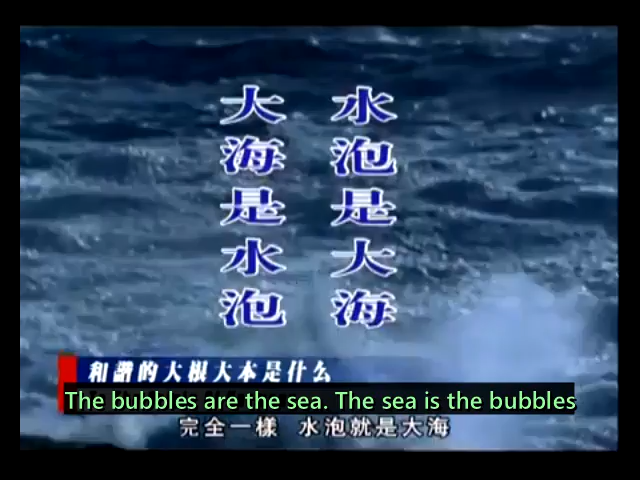 水泡是大海
大海是水泡
和諧的大根大本是什么
The bubbles are the sea. The sea is the bubbles
完全一樣 水泡就是大海